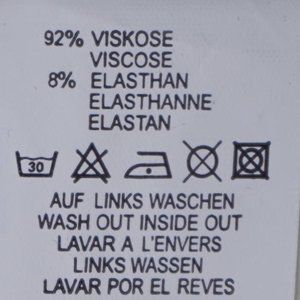 92% VISKOSE
VISCOSE
8% ELASTHAN
ELASTHANNE
ELASTAN
30
AUF LINKS WASCHEN
WASH OUT INSIDE OUT
LAVAR A L'ENVERS
LINKS WASSEN
LAVAR POR EL REVES